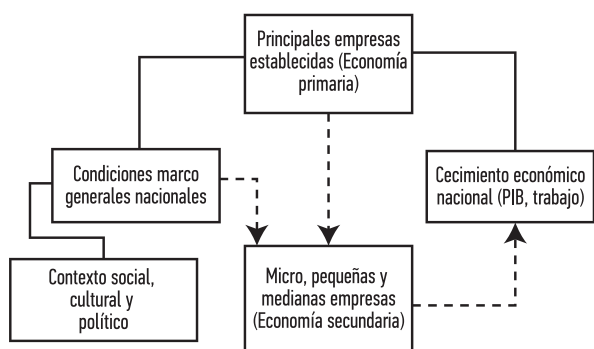 Principales empresas
establecidas (Economía
primaria)
Condiciones marco
generales nacionales
Cecimiento económico
nacional (PIB, trabajo)
Contexto social,
cultural y
político
Micro, pequeñas y
medianas empresas
(Economía secundaria)